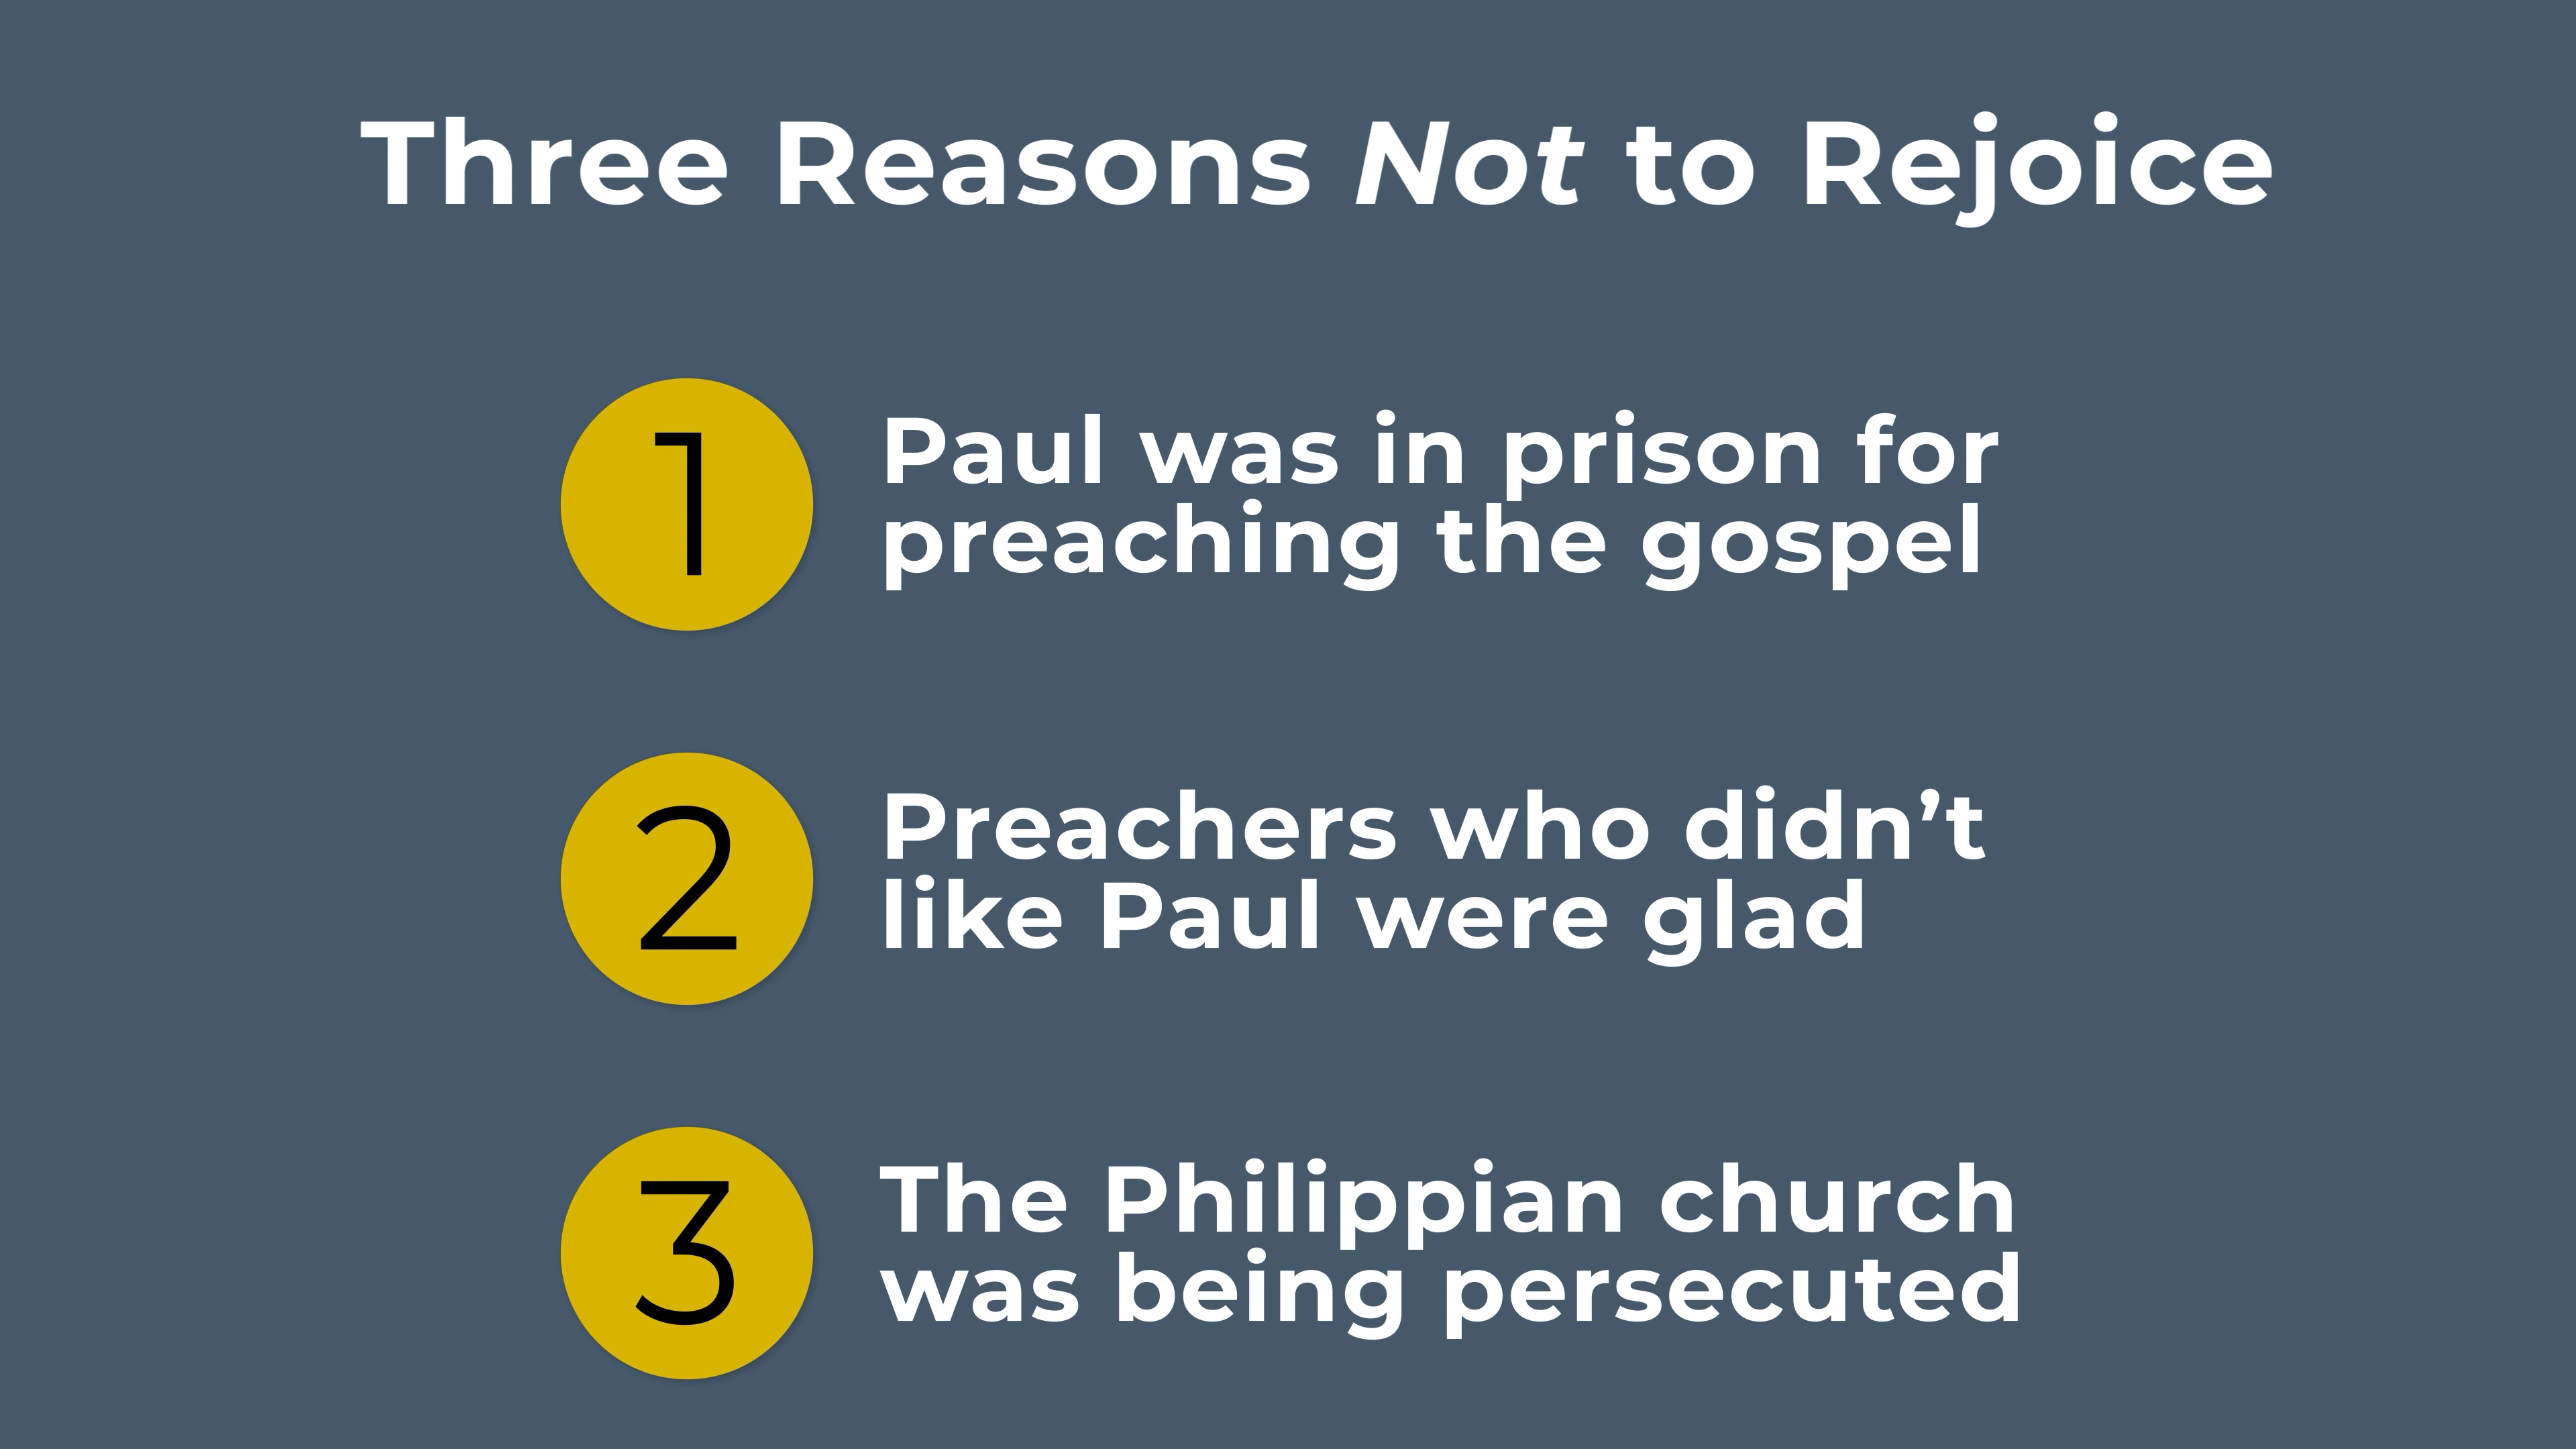 Three Reasons Not to Rejoice
1
Paul was in prison for
preaching the gospel
2
Preachers who didn’t
like Paul were glad
3
The Philippian church
was being persecuted